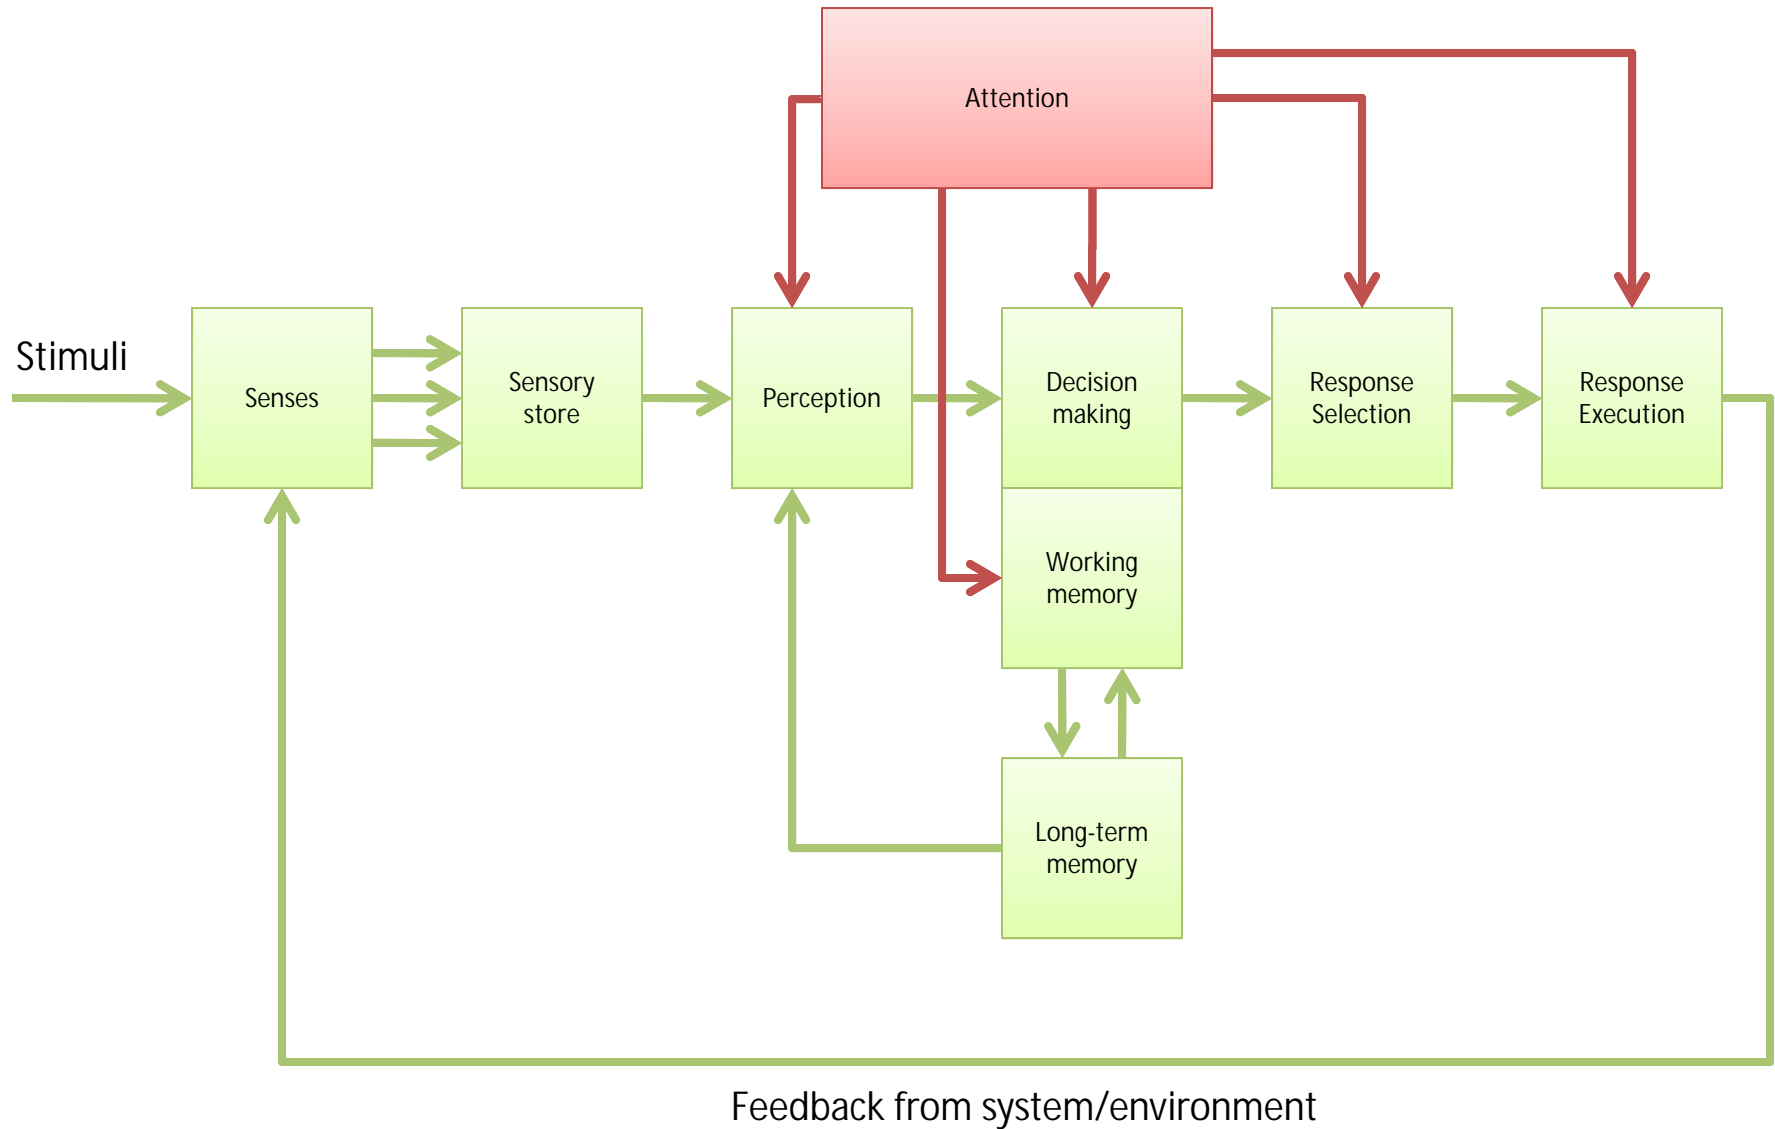 Attention
Stimuli
Senses
Sensory
store
Perception
Decision
making
Response
Selection
Response
Execution
Working
memory
Long-term
memory
Feedback from system/environment